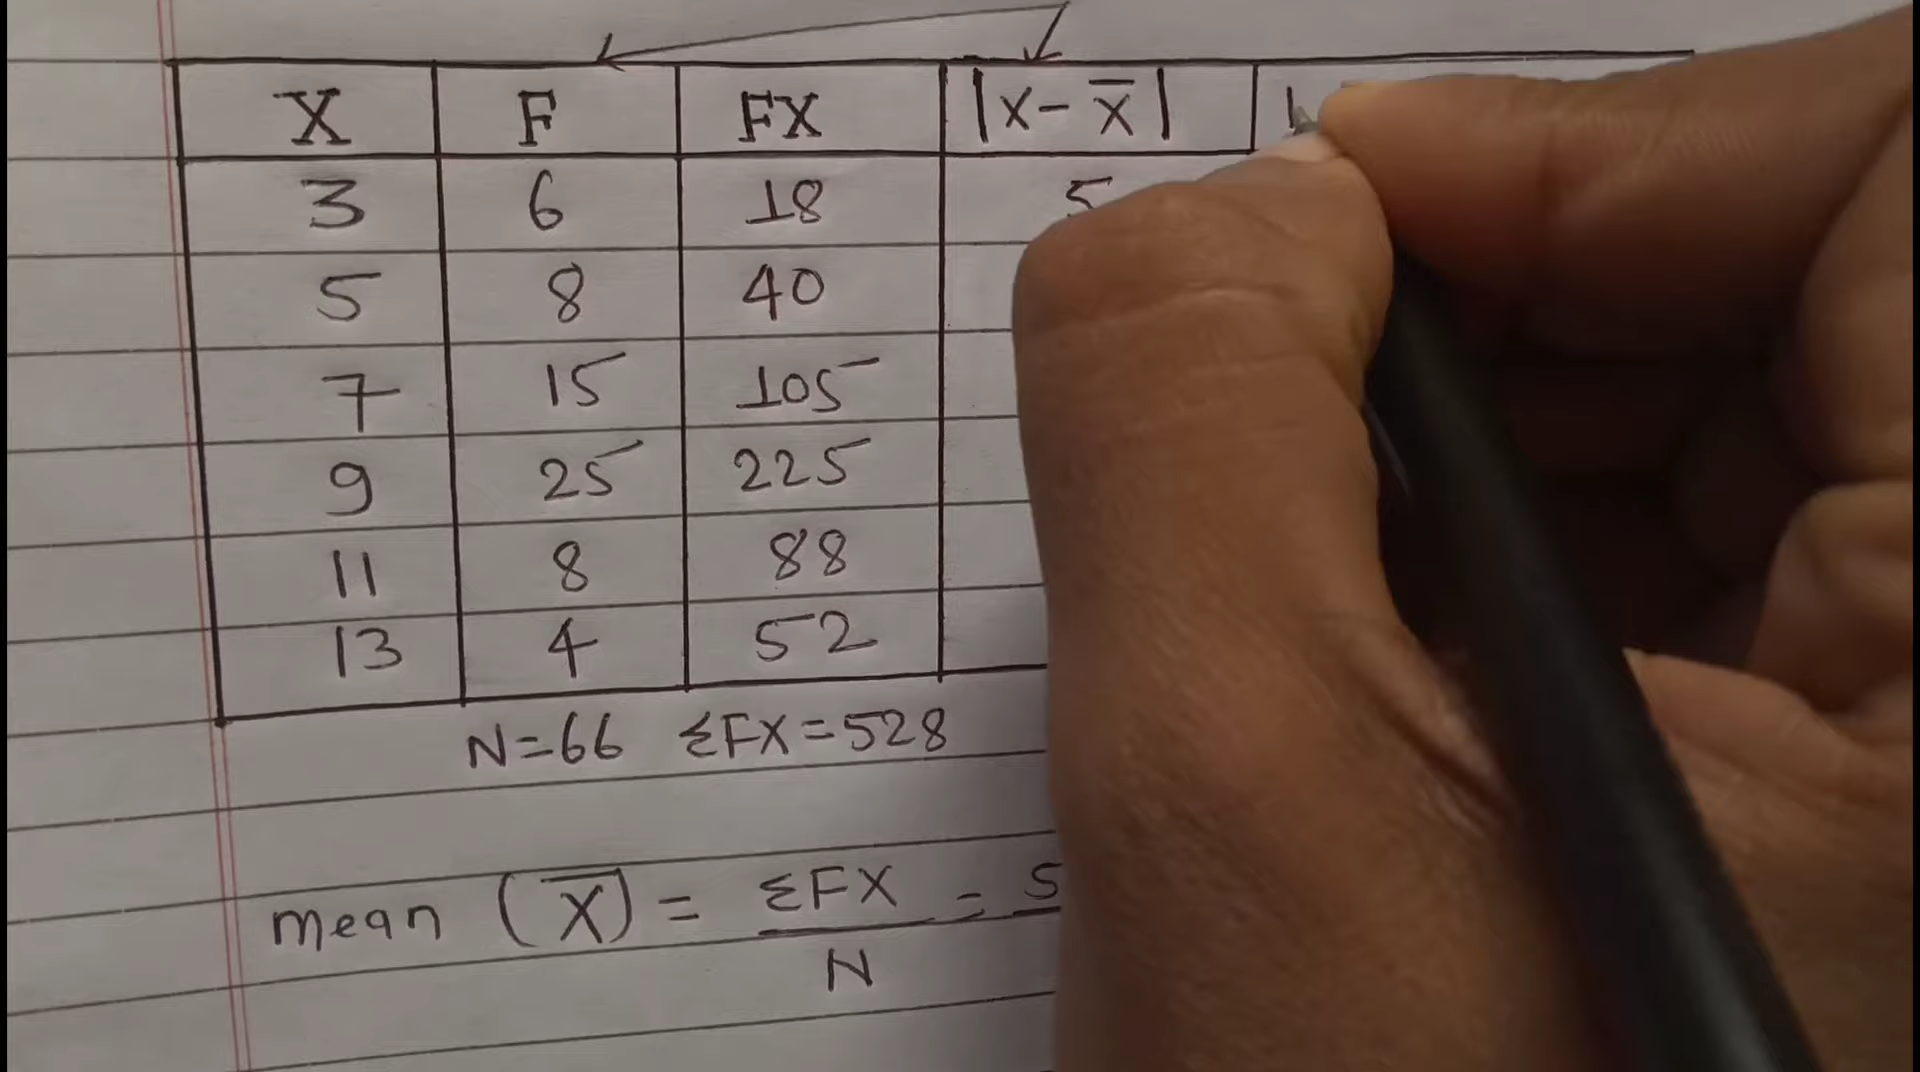 X F FX |x-x̅|
3 6 18 5
5 8 40
7 15 105
9 25 225
11 8 88
13 4 52
N=66 ΣFX=528
mean (X̅) = ΣFX =
N